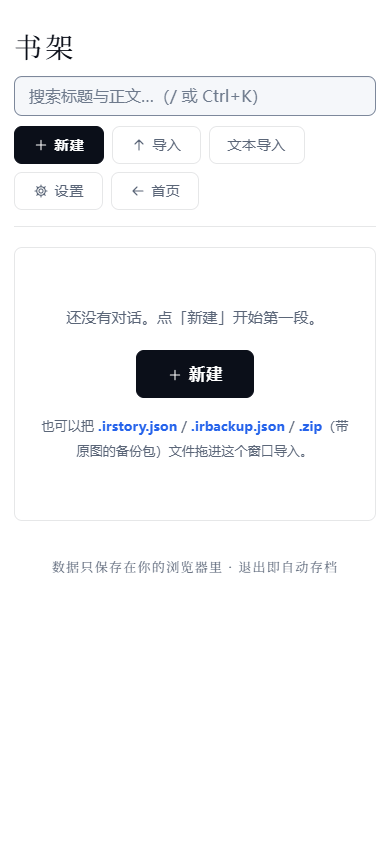 书架
搜索标题与正文…（/ 或 Ctrl+K）
＋ 新建
↑ 导入
文本导入
设置
← 首页
还没有对话。点「新建」开始第一段。
＋ 新建
也可以把 .irstory.json / .irbackup.json / .zip（带
原图的备份包）文件拖进这个窗口导入。
数据只保存在你的浏览器里 · 退出即自动存档